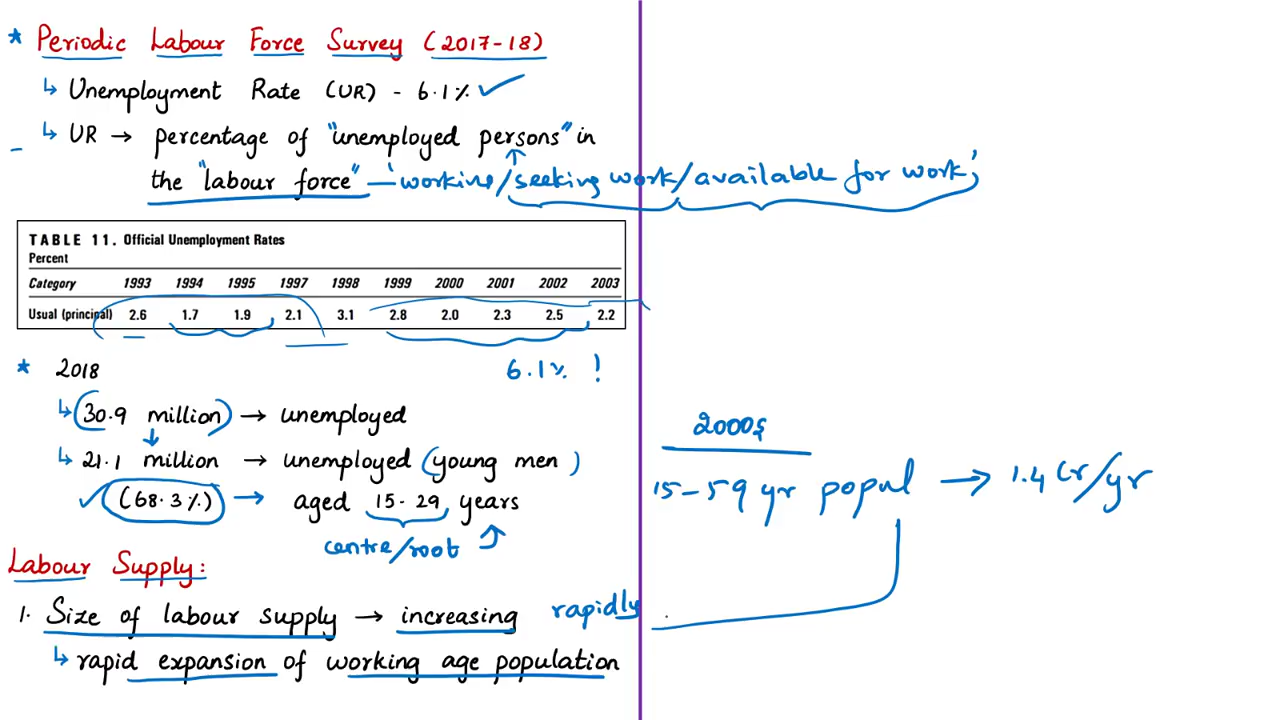 * Periodic Labour Force Survey (2017-18)
↳ Unemployment Rate (UR) - 6.1% ✓
↳ UR → percentage of "unemployed persons" in
the "labour force" – 'working/seeking work/available for work;'
TABLE 11. Official Unemployment Rates
Percent
Category 1993 1994 1995 1997 1998 1999 2000 2001 2002 2003
Usual (principal) 2.6 1.7 1.9 2.1 3.1 2.8 2.0 2.3 2.5 2.2
* 2018
6.1% !
↳ (30.9 million) → unemployed
↳ 21.1 million → unemployed (young men)
✓ (68.3%) → aged 15-29 years
centre/root
Labour Supply:
1. Size of labour supply → increasing rapidly
↳ rapid expansion of working age population
2000s
15-59 yr popul → 1.4 Cr/yr